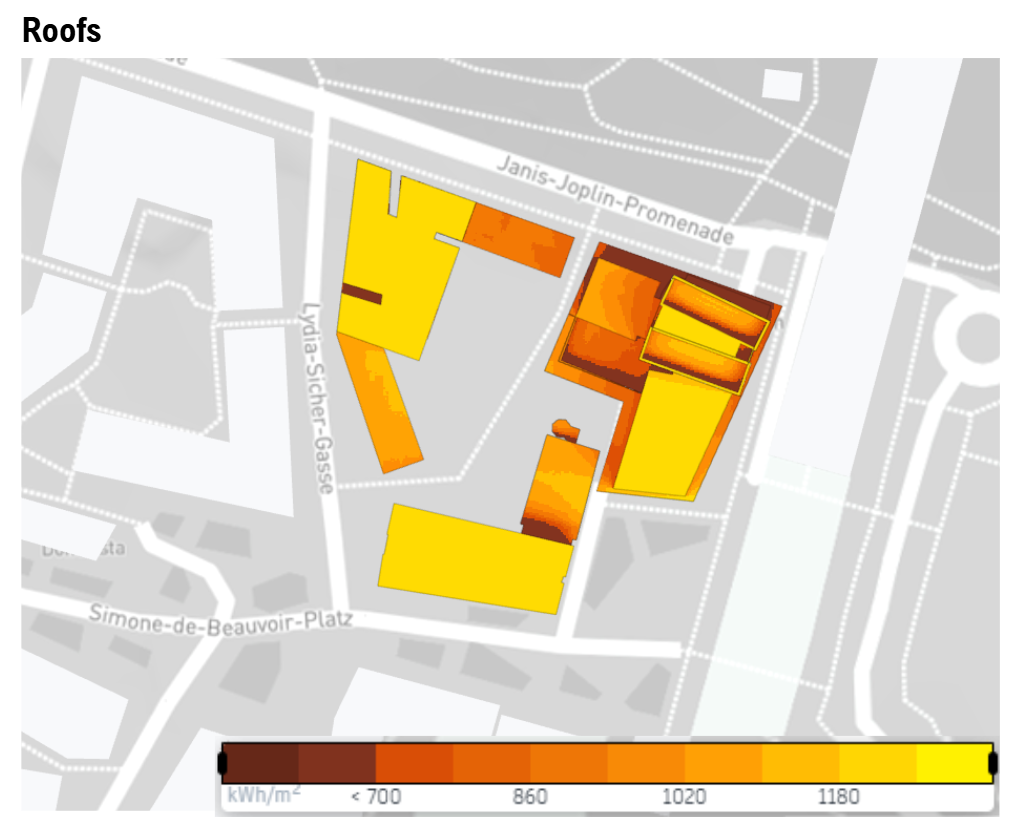 Roofs
Janis-Joplin-Promenade
Lydia-Sicher-Gasse
Simone-de-Beauvoir-Platz
kWh/m² < 700 860 1020 1180